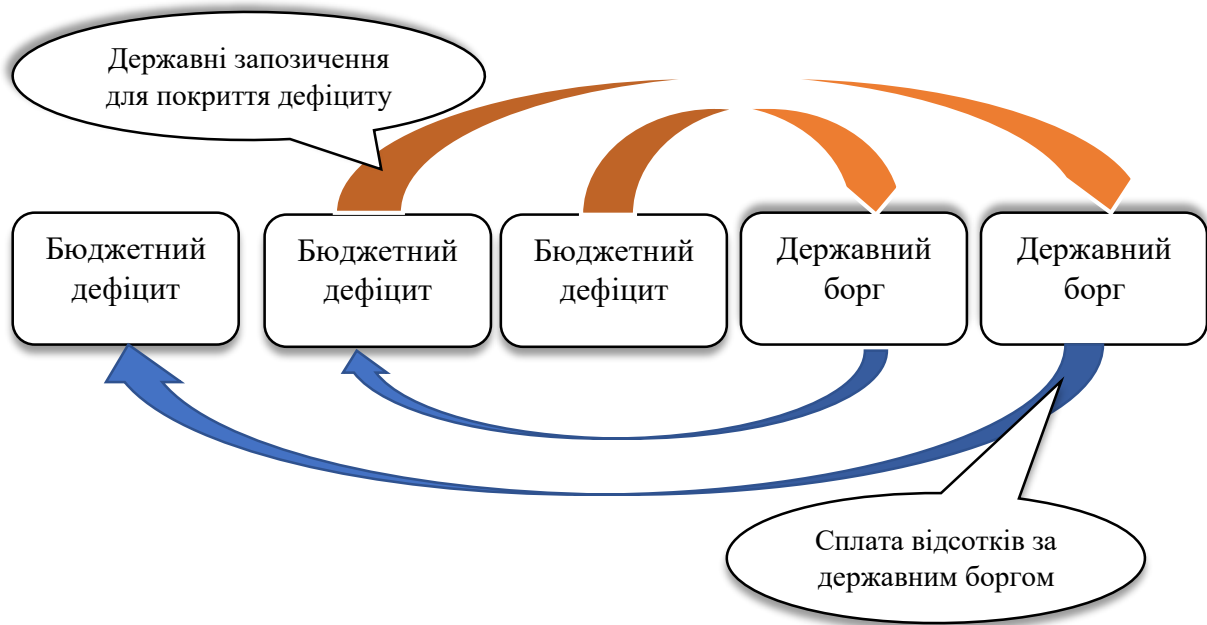 Державні запозичення
для покриття дефіциту
Бюджетний
дефіцит
Бюджетний
дефіцит
Бюджетний
дефіцит
Державний
борг
Державний
борг
Сплата відсотків за
державним боргом